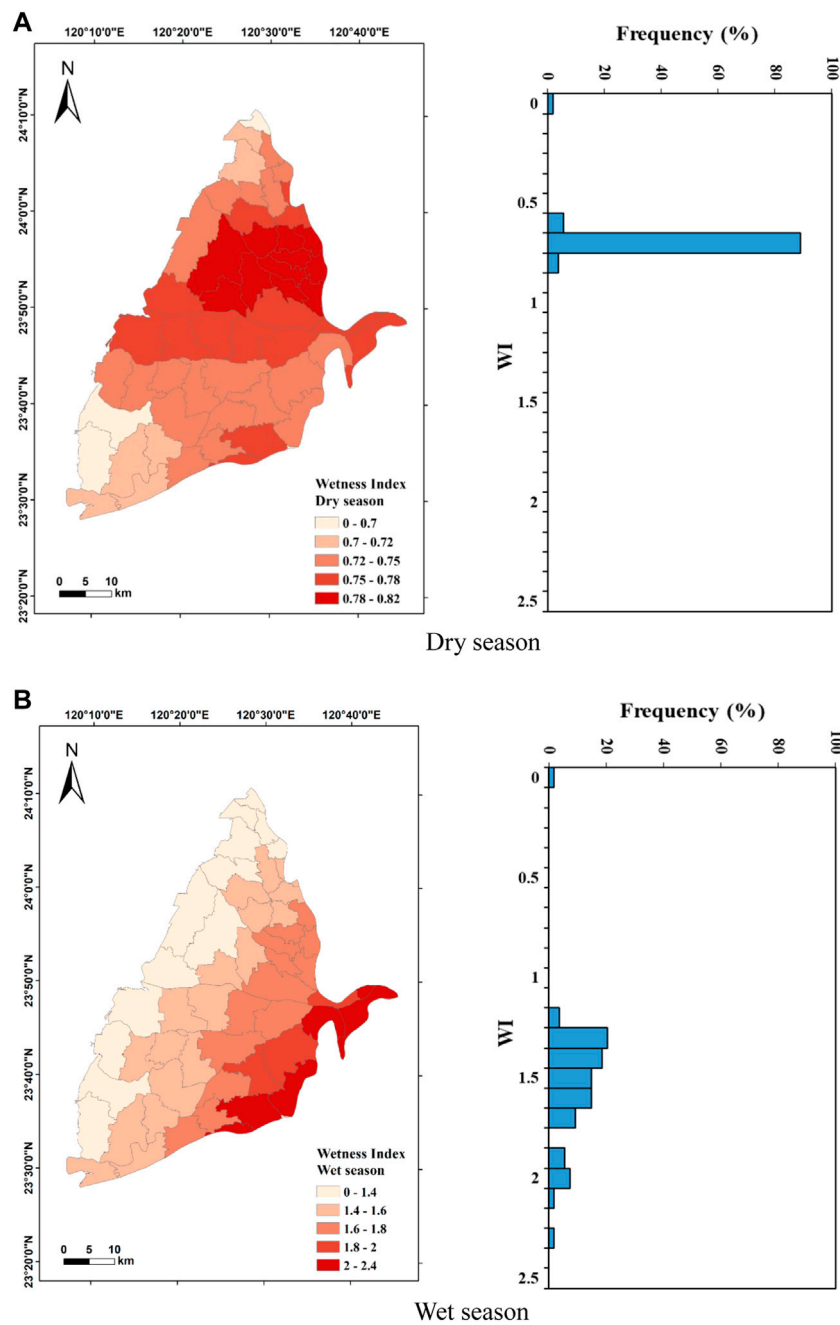 A
120°10'0"E 120°20'0"E 120°30'0"E 120°40'0"E
N
24°10'0"N
24°0'0"N
23°50'0"N
23°40'0"N
23°30'0"N
23°20'0"N
Wetness Index
Dry season
0 - 0.7
0.7 - 0.72
0.72 - 0.75
0.75 - 0.78
0.78 - 0.82
0 5 10
km
Frequency (%)
0 20 40 60 80 100
0
0.5
1
WI
1.5
2
2.5
Dry season
B
120°10'0"E 120°20'0"E 120°30'0"E 120°40'0"E
N
24°10'0"N
24°0'0"N
23°50'0"N
23°40'0"N
23°30'0"N
23°20'0"N
Wetness Index
Wet season
0 - 1.4
1.4 - 1.6
1.6 - 1.8
1.8 - 2
2 - 2.4
0 5 10
km
Frequency (%)
0 20 40 60 80 100
0
0.5
1
WI
1.5
2
2.5
Wet season